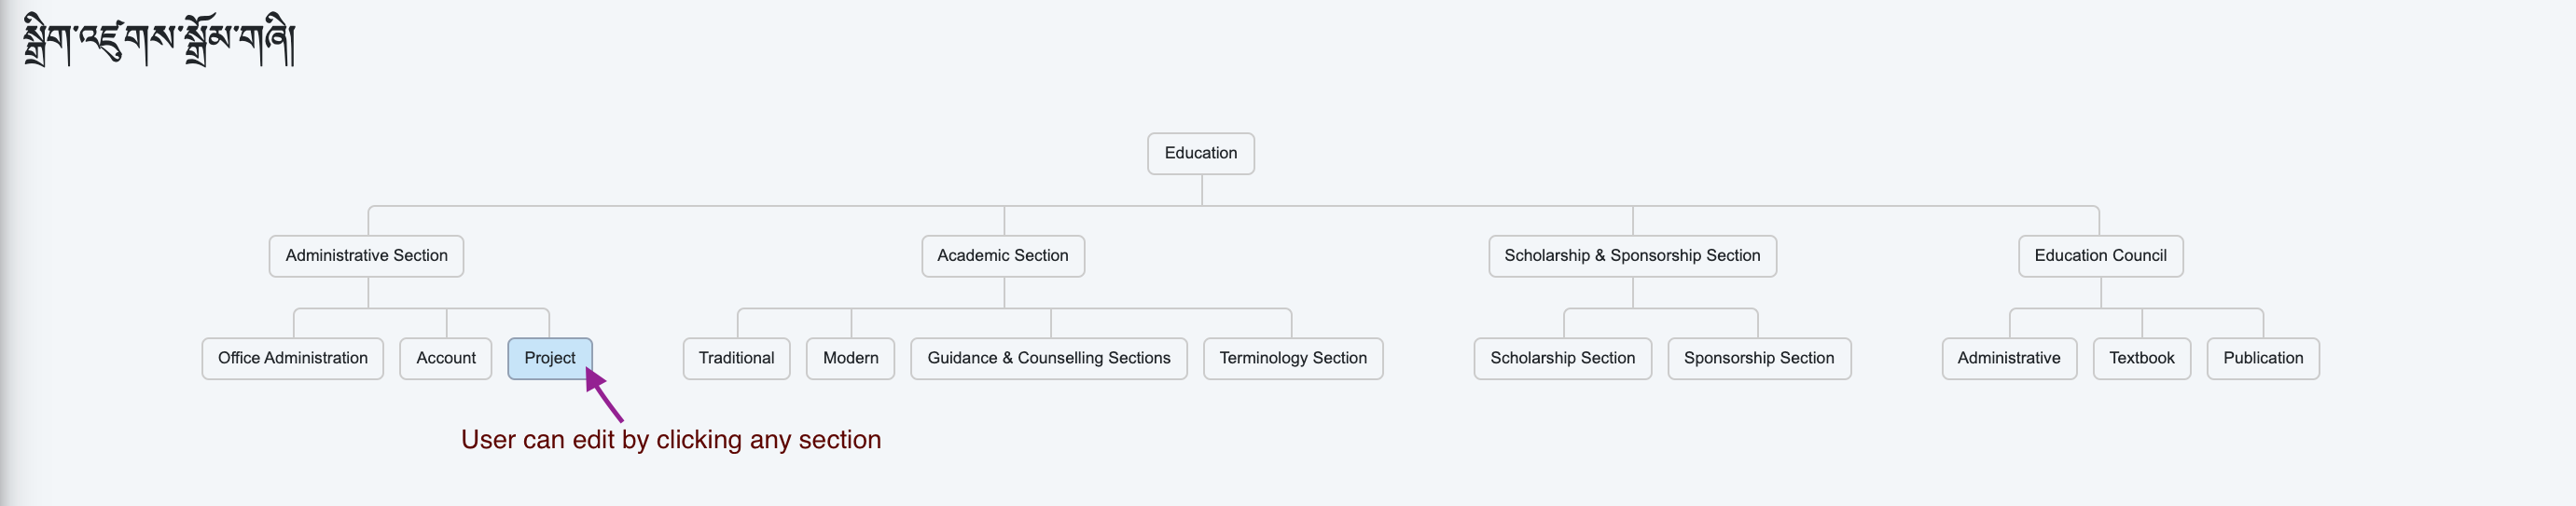 སྒྲིག་འཛུགས་སྒྲོམ་གཞི།
Education
Administrative Section
Academic Section
Scholarship & Sponsorship Section
Education Council
Office Administration
Account
Project
Traditional
Modern
Guidance & Counselling Sections
Terminology Section
Scholarship Section
Sponsorship Section
Administrative
Textbook
Publication
User can edit by clicking any section